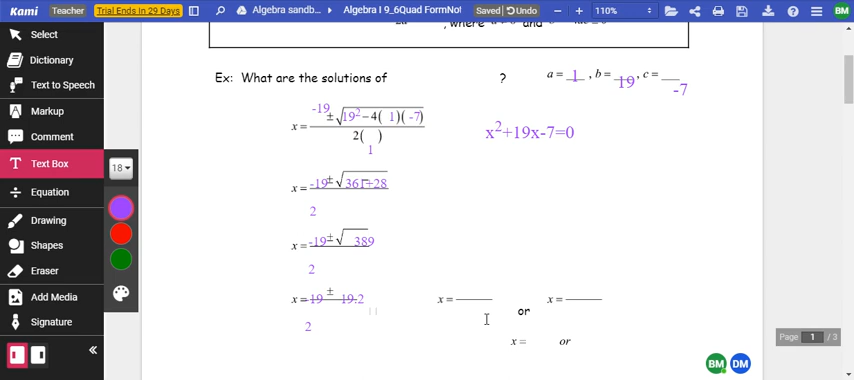 Kami Teacher Trial Ends In 29 Days Algebra sandb... Algebra I 9_6Quad FormNo Saved Undo 110% BM
Select
Dictionary
Text to Speech
Markup
Comment
Text Box
Equation
Drawing
Shapes
Eraser
Add Media
Signature
18
, where and
Ex: What are the solutions of ? a = 1 , b = 19 , c = -7
x = -19 ± √19² − 4( 1)( -7)
2( 1 )
x²+19x-7=0
x = -19 ± √361+28
2
x = -19 ± √ 389
2
x = -19 ± 19.2
2
x = ____ or x = ____
x = or
Page 1 / 3
BM DM